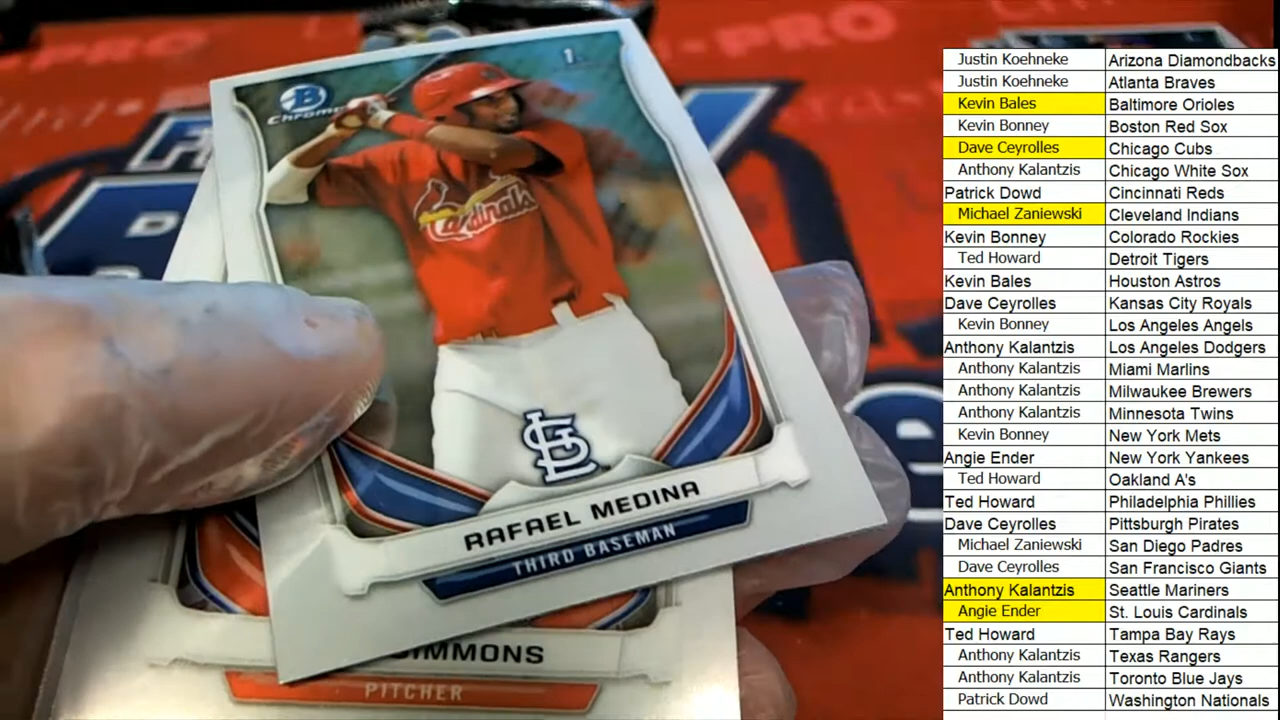 B
Chrome
1st
Cardinals
STL
RAFAEL MEDINA
THIRD BASEMAN
SIMMONS
PITCHER
Justin Koehneke Arizona Diamondbacks
Justin Koehneke Atlanta Braves
Kevin Bales Baltimore Orioles
Kevin Bonney Boston Red Sox
Dave Ceyrolles Chicago Cubs
Anthony Kalantzis Chicago White Sox
Patrick Dowd Cincinnati Reds
Michael Zaniewski Cleveland Indians
Kevin Bonney Colorado Rockies
Ted Howard Detroit Tigers
Kevin Bales Houston Astros
Dave Ceyrolles Kansas City Royals
Kevin Bonney Los Angeles Angels
Anthony Kalantzis Los Angeles Dodgers
Anthony Kalantzis Miami Marlins
Anthony Kalantzis Milwaukee Brewers
Anthony Kalantzis Minnesota Twins
Kevin Bonney New York Mets
Angie Ender New York Yankees
Ted Howard Oakland A's
Ted Howard Philadelphia Phillies
Dave Ceyrolles Pittsburgh Pirates
Michael Zaniewski San Diego Padres
Dave Ceyrolles San Francisco Giants
Anthony Kalantzis Seattle Mariners
Angie Ender St. Louis Cardinals
Ted Howard Tampa Bay Rays
Anthony Kalantzis Texas Rangers
Anthony Kalantzis Toronto Blue Jays
Patrick Dowd Washington Nationals